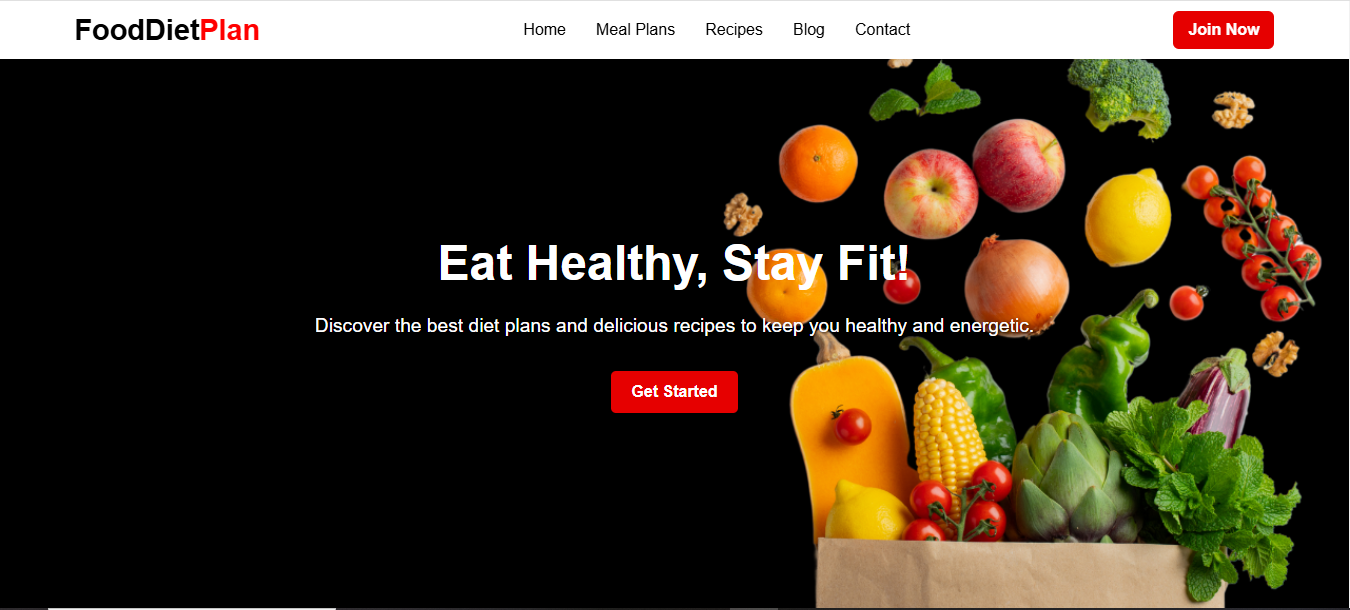 FoodDietPlan
Home Meal Plans Recipes Blog Contact
Join Now
Eat Healthy, Stay Fit!
Discover the best diet plans and delicious recipes to keep you healthy and energetic.
Get Started